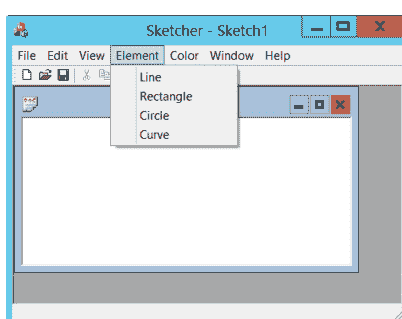 Sketcher - Sketch1
File Edit View Element Color Window Help
Line
Rectangle
Circle
Curve